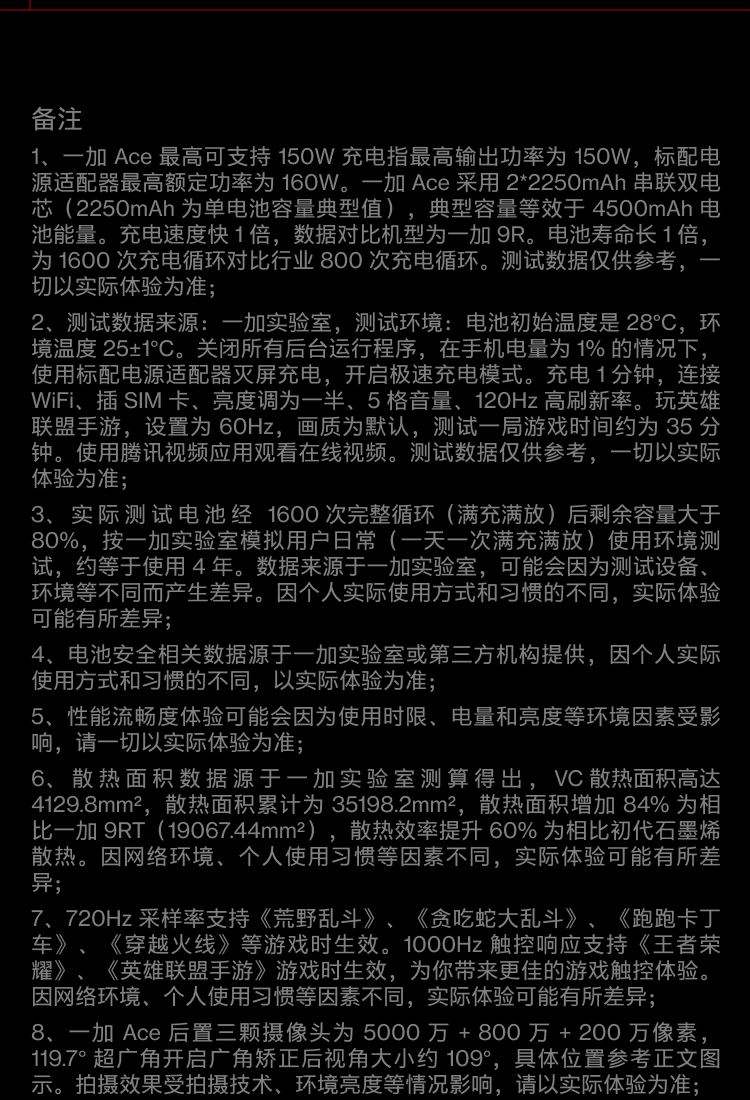 备注
1、一加 Ace 最高可支持 150W 充电指最高输出功率为 150W，标配电
源适配器最高额定功率为 160W。一加 Ace 采用 2*2250mAh 串联双电
芯（2250mAh 为单电池容量典型值），典型容量等效于 4500mAh 电
池能量。充电速度快 1 倍，数据对比机型为一加 9R。电池寿命长 1 倍，
为 1600 次充电循环对比行业 800 次充电循环。测试数据仅供参考，一
切以实际体验为准；
2、测试数据来源：一加实验室，测试环境：电池初始温度是 28°C，环
境温度 25±1°C。关闭所有后台运行程序，在手机电量为 1% 的情况下，
使用标配电源适配器灭屏充电，开启极速充电模式。充电 1 分钟，连接
WiFi、插 SIM 卡、亮度调为一半、5 格音量、120Hz 高刷新率。玩英雄
联盟手游，设置为 60Hz，画质为默认，测试一局游戏时间约为 35 分
钟。使用腾讯视频应用观看在线视频。测试数据仅供参考，一切以实际
体验为准；
3、实际测试电池经 1600 次完整循环（满充满放）后剩余容量大于
80%，按一加实验室模拟用户日常（一天一次满充满放）使用环境测
试，约等于使用 4 年。数据来源于一加实验室，可能会因为测试设备、
环境等不同而产生差异。因个人实际使用方式和习惯的不同，实际体验
可能有所差异；
4、电池安全相关数据源于一加实验室或第三方机构提供，因个人实际
使用方式和习惯的不同，以实际体验为准；
5、性能流畅度体验可能会因为使用时限、电量和亮度等环境因素受影
响，请一切以实际体验为准；
6、散热面积数据源于一加实验室测算得出，VC 散热面积高达
4129.8mm²，散热面积累计为 35198.2mm²，散热面积增加 84% 为相
比一加 9RT（19067.44mm²），散热效率提升 60% 为相比初代石墨烯
散热。因网络环境、个人使用习惯等因素不同，实际体验可能有所差
异；
7、720Hz 采样率支持《荒野乱斗》、《贪吃蛇大乱斗》、《跑跑卡丁
车》、《穿越火线》等游戏时生效。1000Hz 触控响应支持《王者荣
耀》、《英雄联盟手游》游戏时生效，为你带来更佳的游戏触控体验。
因网络环境、个人使用习惯等因素不同，实际体验可能有所差异；
8、一加 Ace 后置三颗摄像头为 5000 万 + 800 万 + 200 万像素，
119.7° 超广角开启广角矫正后视角大小约 109°，具体位置参考正文图
示。拍摄效果受拍摄技术、环境亮度等情况影响，请以实际体验为准；